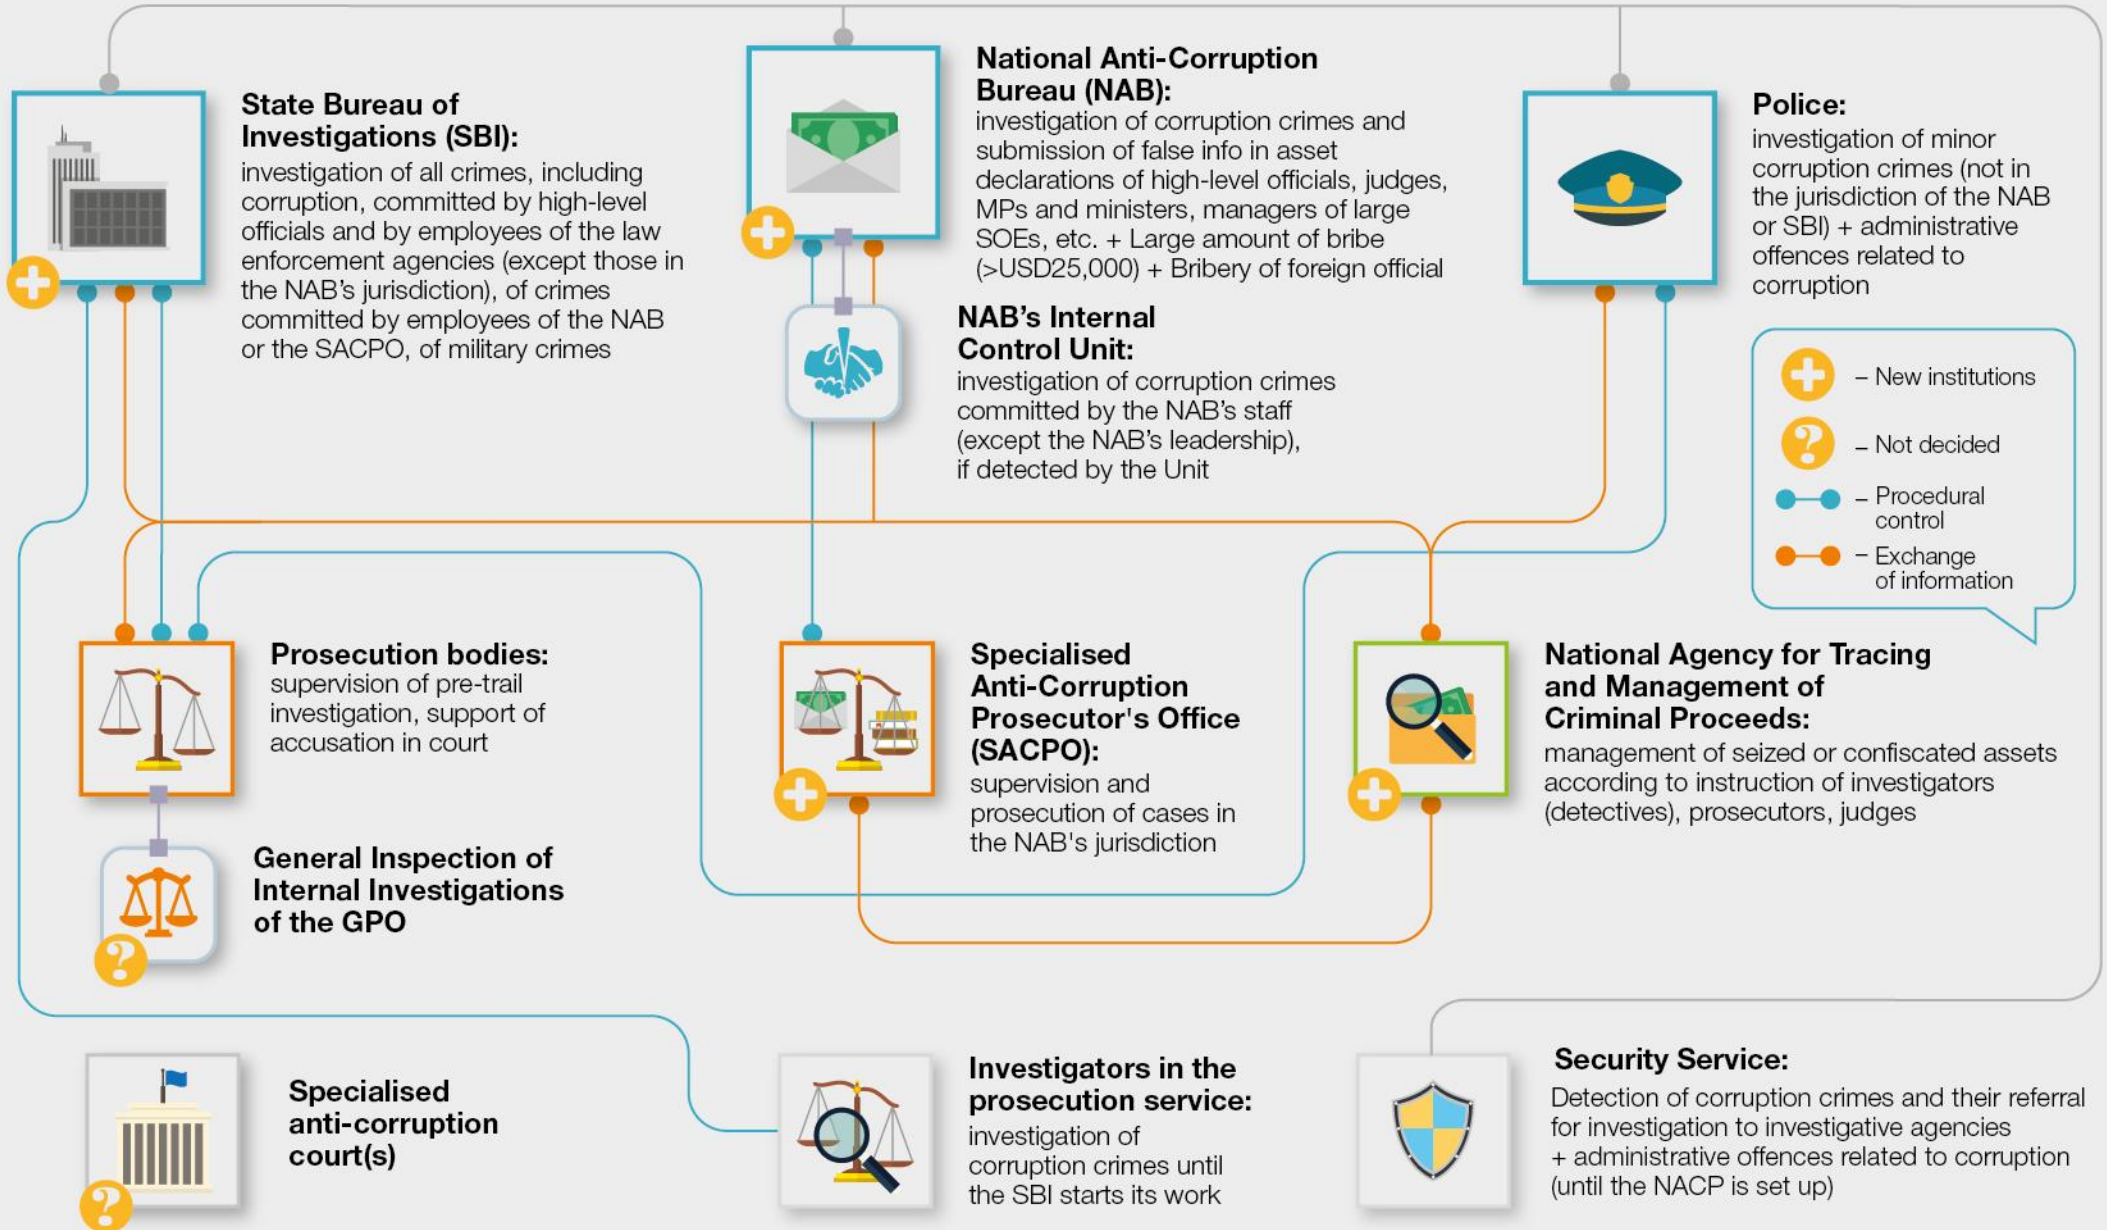 State Bureau of
Investigations (SBI):
investigation of all crimes, including
corruption, committed by high-level
officials and by employees of the law
enforcement agencies (except those in
the NAB’s jurisdiction), of crimes
committed by employees of the NAB
or the SACPO, of military crimes
National Anti-Corruption
Bureau (NAB):
investigation of corruption crimes and
submission of false info in asset
declarations of high-level officials, judges,
MPs and ministers, managers of large
SOEs, etc. + Large amount of bribe
(>USD25,000) + Bribery of foreign official
NAB’s Internal
Control Unit:
investigation of corruption crimes
committed by the NAB’s staff
(except the NAB’s leadership),
if detected by the Unit
Police:
investigation of minor
corruption crimes (not in
the jurisdiction of the NAB
or SBI) + administrative
offences related to
corruption
– New institutions
?
– Not decided
– Procedural
control
– Exchange
of information
Prosecution bodies:
supervision of pre-trail
investigation, support of
accusation in court
General Inspection of
Internal Investigations
of the GPO
?
Specialised
Anti-Corruption
Prosecutor's Office
(SACPO):
supervision and
prosecution of cases in
the NAB's jurisdiction
National Agency for Tracing
and Management of
Criminal Proceeds:
management of seized or confiscated assets
according to instruction of investigators
(detectives), prosecutors, judges
Specialised
anti-corruption
court(s)
?
Investigators in the
prosecution service:
investigation of
corruption crimes until
the SBI starts its work
Security Service:
Detection of corruption crimes and their referral
for investigation to investigative agencies
+ administrative offences related to corruption
(until the NACP is set up)